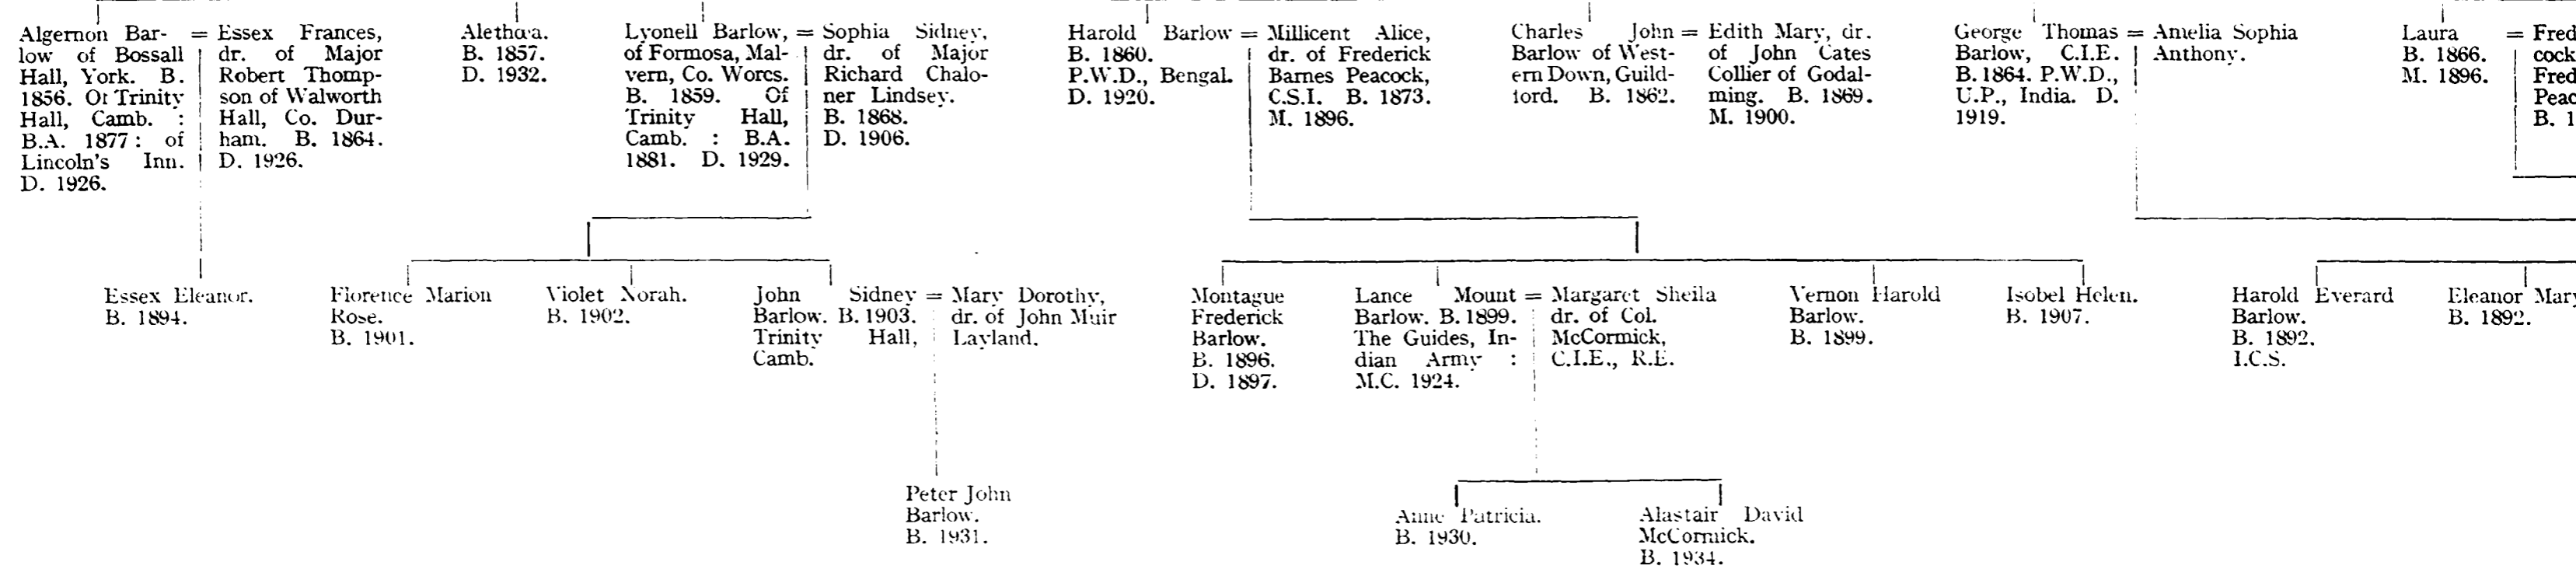 Algernon Bar-
low of Bossall
Hall, York. B.
1856. Of Trinity
Hall, Camb. :
B.A. 1877 : of
Lincoln's Inn.
D. 1926.
= Essex Frances,
dr. of Major
Robert Thomp-
son of Walworth
Hall, Co. Dur-
ham. B. 1864.
D. 1926.
Alethea.
B. 1857.
D. 1932.
Lyonell Barlow,
of Formosa, Mal-
vern, Co. Worcs.
B. 1859. Of
Trinity Hall,
Camb. : B.A.
1881. D. 1929.
= Sophia Sidney,
dr. of Major
Richard Chalo-
ner Lindsey.
B. 1868.
D. 1906.
Harold Barlow
B. 1860.
P.W.D., Bengal.
D. 1920.
= Millicent Alice,
dr. of Frederick
Barnes Peacock,
C.S.I. B. 1873.
M. 1896.
Charles John
Barlow of West-
ern Down, Guild-
ford. B. 1862.
= Edith Mary, dr.
of John Cates
Collier of Godal-
ming. B. 1869.
M. 1900.
George Thomas
Barlow, C.I.E.
B. 1864. P.W.D.,
U.P., India. D.
1919.
= Amelia Sophia
Anthony.
Laura
B. 1866.
M. 1896.
= Fred
cock
Fred
Peac
B. 1
Essex Eleanor.
B. 1894.
Florence Marion
Rose.
B. 1901.
Violet Norah.
B. 1902.
John Sidney
Barlow. B. 1903.
Trinity Hall,
Camb.
= Mary Dorothy,
dr. of John Muir
Layland.
Montague
Frederick
Barlow.
B. 1896.
D. 1897.
Lance Mount
Barlow. B. 1899.
The Guides, In-
dian Army :
M.C. 1924.
= Margaret Sheila
dr. of Col.
McCormick,
C.I.E., R.E.
Vernon Harold
Barlow.
B. 1899.
Isobel Helen.
B. 1907.
Harold Everard
Barlow.
B. 1892.
I.C.S.
Eleanor Mary
B. 1892.
Peter John
Barlow.
B. 1931.
Anne Patricia.
B. 1930.
Alastair David
McCormick.
B. 1934.